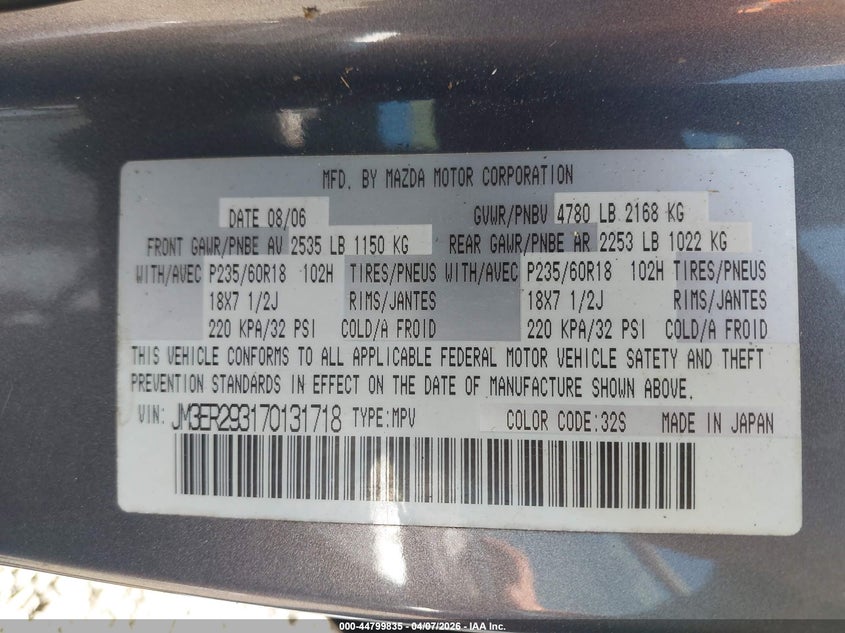 MFD. BY MAZDA MOTOR CORPORATION
DATE 08/06 GVWR/PNBV 4780 LB 2168 KG
FRONT GAWR/PNBE AV 2535 LB 1150 KG REAR GAWR/PNBE AR 2253 LB 1022 KG
WITH/AVEC P235/60R18 102H TIRES/PNEUS WITH/AVEC P235/60R18 102H TIRES/PNEUS
18X7 1/2J RIMS/JANTES 18X7 1/2J RIMS/JANTES
220 KPA/32 PSI COLD/A FROID 220 KPA/32 PSI COLD/A FROID
THIS VEHICLE CONFORMS TO ALL APPLICABLE FEDERAL MOTOR VEHICLE SATETY AND THEFT
PREVENTION STANDARDS IN EFFECT ON THE DATE OF MANUFACTURE SHOWN ABOVE.
VIN: JM3ER293170131718 TYPE:MPV COLOR CODE:32S MADE IN JAPAN
000-44799835 - 04/07/2026 - IAA Inc.